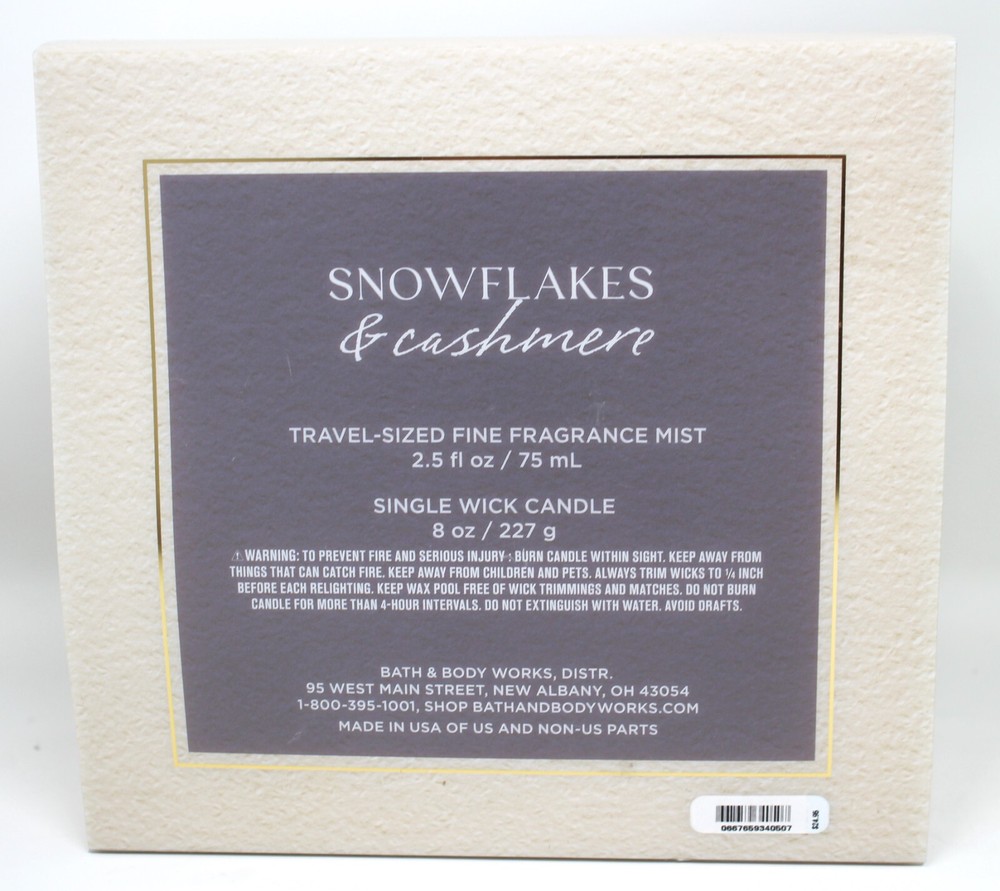 SNOWFLAKES
& cashmere
TRAVEL-SIZED FINE FRAGRANCE MIST
2.5 fl oz / 75 mL
SINGLE WICK CANDLE
8 oz / 227 g
⚠ WARNING: TO PREVENT FIRE AND SERIOUS INJURY : BURN CANDLE WITHIN SIGHT. KEEP AWAY FROM
THINGS THAT CAN CATCH FIRE. KEEP AWAY FROM CHILDREN AND PETS. ALWAYS TRIM WICKS TO ¼ INCH
BEFORE EACH RELIGHTING. KEEP WAX POOL FREE OF WICK TRIMMINGS AND MATCHES. DO NOT BURN
CANDLE FOR MORE THAN 4-HOUR INTERVALS. DO NOT EXTINGUISH WITH WATER. AVOID DRAFTS.
BATH & BODY WORKS, DISTR.
95 WEST MAIN STREET, NEW ALBANY, OH 43054
1-800-395-1001, SHOP BATHANDBODYWORKS.COM
MADE IN USA OF US AND NON-US PARTS
0667659340507
$24.95